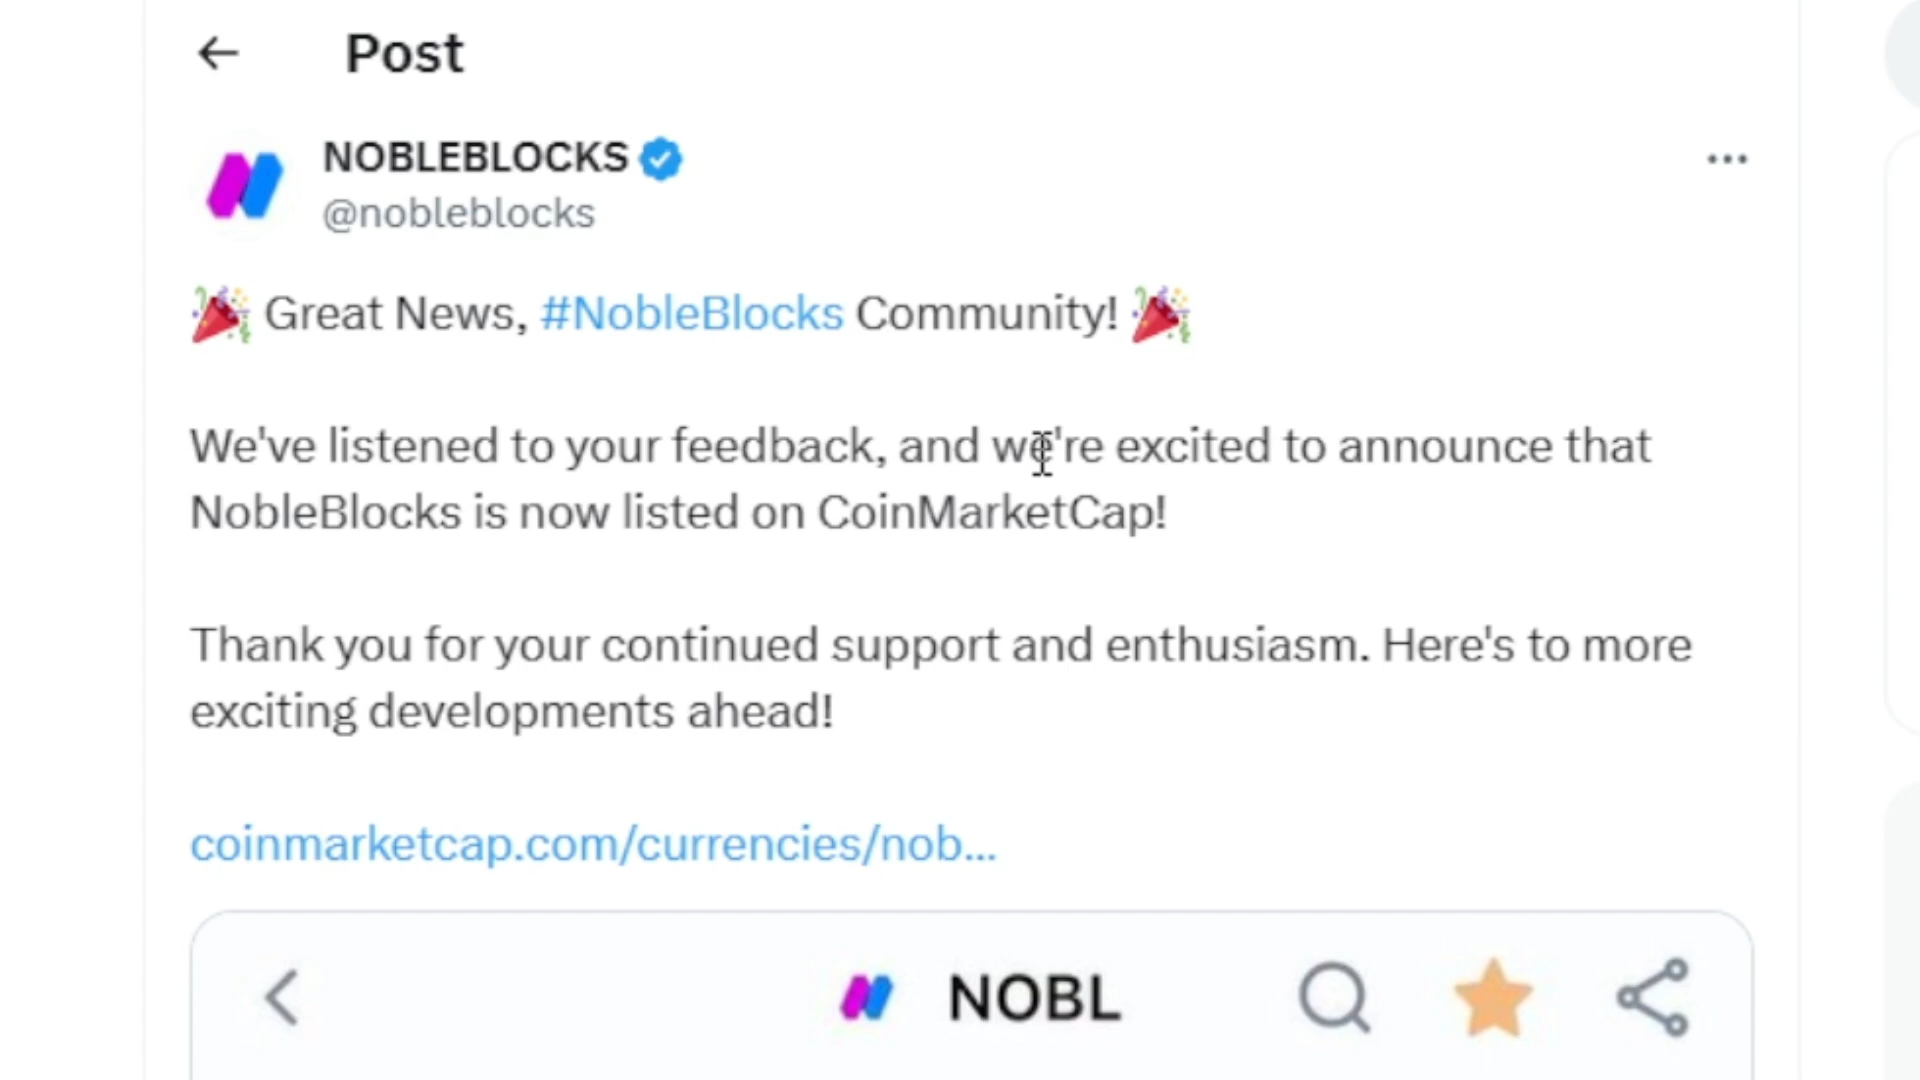 Post
NOBLEBLOCKS
@nobleblocks
🎉 Great News, #NobleBlocks Community! 🎉
We've listened to your feedback, and we're excited to announce that
NobleBlocks is now listed on CoinMarketCap!
Thank you for your continued support and enthusiasm. Here's to more
exciting developments ahead!
coinmarketcap.com/currencies/nob...
NOBL